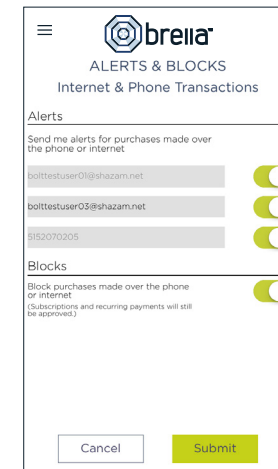 brella
ALERTS & BLOCKS
Internet & Phone Transactions
Alerts
Send me alerts for purchases made over
the phone or internet
bolttestuser01@shazam.net
bolttestuser03@shazam.net
5152070205
Blocks
Block purchases made over the phone
or internet
(Subscriptions and recurring payments will still
be approved.)
Cancel
Submit